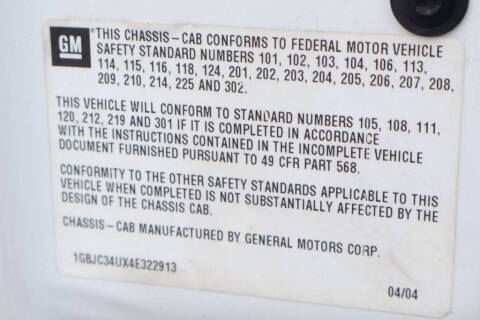 GM
THIS CHASSIS-CAB CONFORMS TO FEDERAL MOTOR VEHICLE
SAFETY STANDARD NUMBERS 101, 102, 103, 104, 106, 113,
114, 115, 116, 118, 124, 201, 202, 203, 204, 205, 206, 207, 208,
209, 210, 214, 225 AND 302.
THIS VEHICLE WILL CONFORM TO STANDARD NUMBERS 105, 108, 111,
120, 212, 219 AND 301 IF IT IS COMPLETED IN ACCORDANCE
WITH THE INSTRUCTIONS CONTAINED IN THE INCOMPLETE VEHICLE
DOCUMENT FURNISHED PURSUANT TO 49 CFR PART 568.
CONFORMITY TO THE OTHER SAFETY STANDARDS APPLICABLE TO THIS
VEHICLE WHEN COMPLETED IS NOT SUBSTANTIALLY AFFECTED BY THE
DESIGN OF THE CHASSIS CAB.
CHASSIS-CAB MANUFACTURED BY GENERAL MOTORS CORP.
1GBJC34UX4E322913
04/04